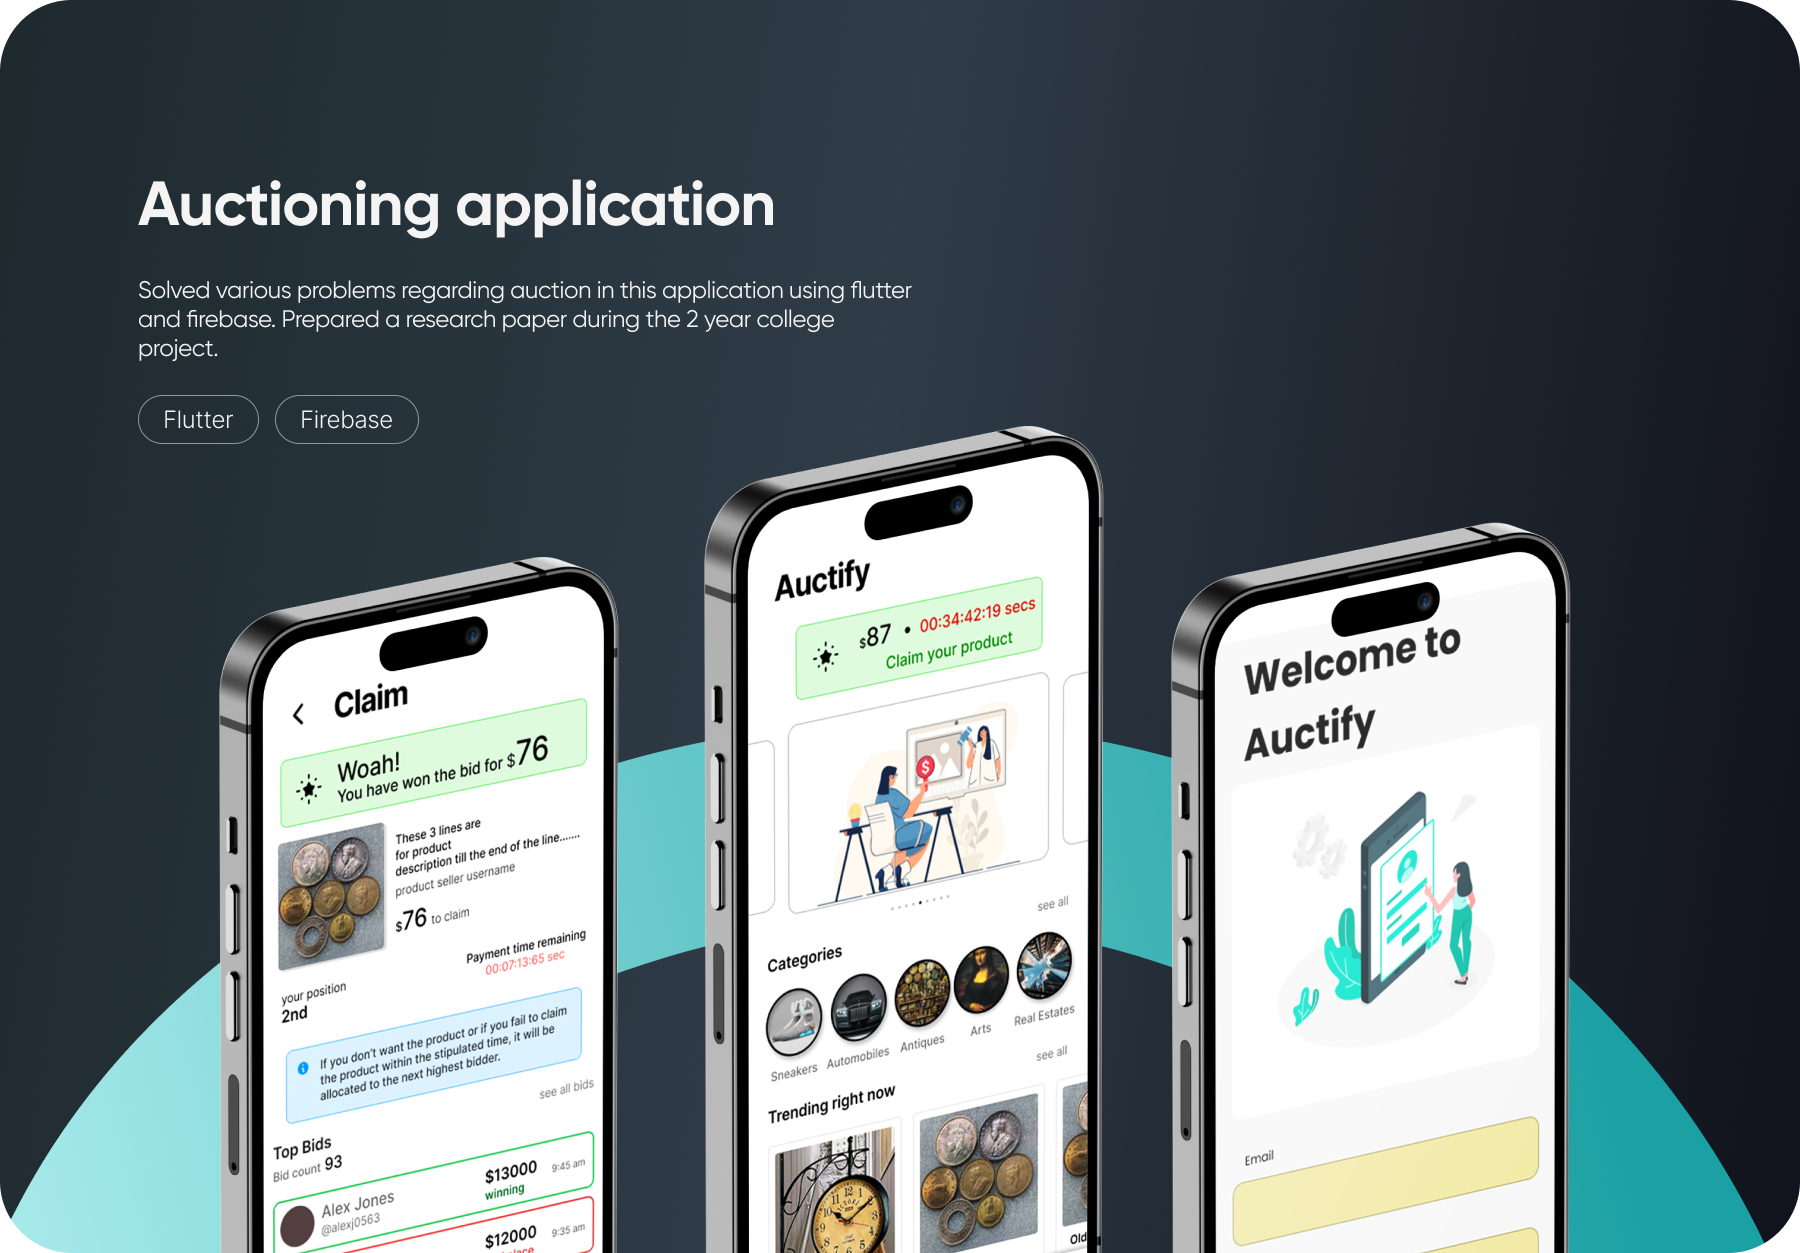 Auctioning application
Solved various problems regarding auction in this application using flutter
and firebase. Prepared a research paper during the 2 year college
project.
Flutter
Firebase
Claim
Woah!
You have won the bid for $76
These 3 lines are
for product
description till the end of the line.......
product seller username
$76 to claim
Payment time remaining
00:07:13:65 sec
your position
2nd
If you don't want the product or if you fail to claim
the product within the stipulated time, it will be
allocated to the next highest bidder.
see all bids
Top Bids
Bid count 93
Alex Jones
@alexj0563
$13000
winning
9:45 am
$12000
place
9:35 am
Auctify
$87 • 00:34:42:19 secs
Claim your product
see all
Categories
Sneakers
Automobiles
Antiques
Arts
Real Estates
see all
Trending right now
Old
Welcome to
Auctify
Email